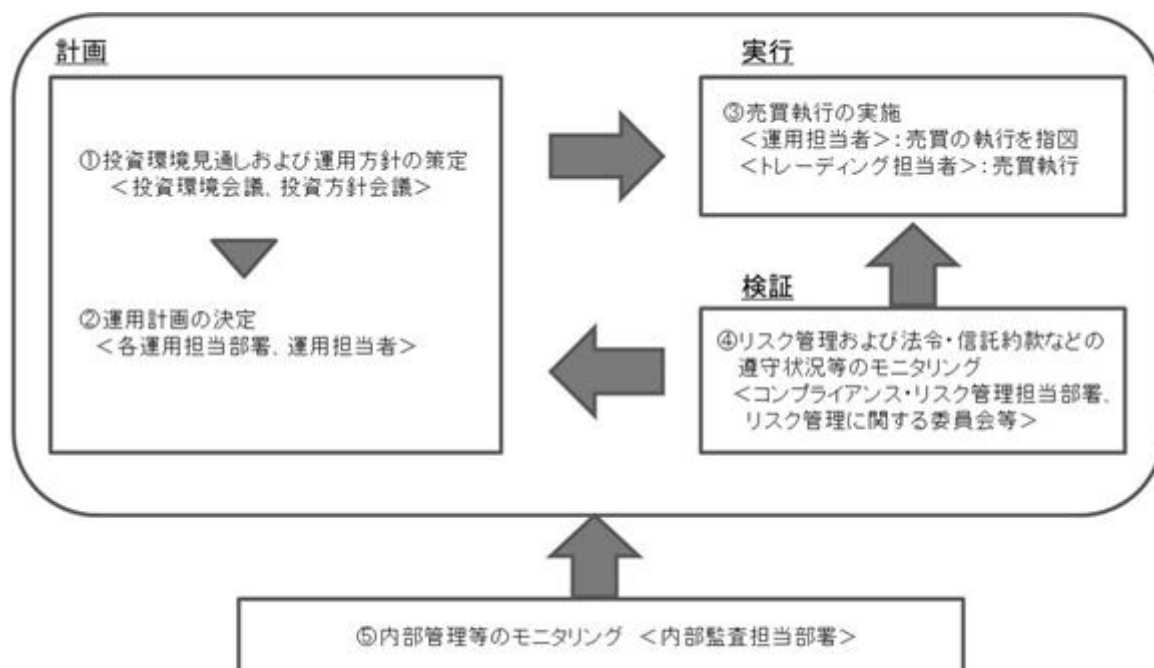 計画
①投資環境見通しおよび運用方針の策定
＜投資環境会議、投資方針会議＞
②運用計画の決定
＜各運用担当部署、運用担当者＞
実行
③売買執行の実施
＜運用担当者＞：売買の執行を指図
＜トレーディング担当者＞：売買執行
検証
④リスク管理および法令・信託約款などの
遵守状況等のモニタリング
＜コンプライアンス・リスク管理担当部署、
リスク管理に関する委員会等＞
⑤内部管理等のモニタリング ＜内部監査担当部署＞